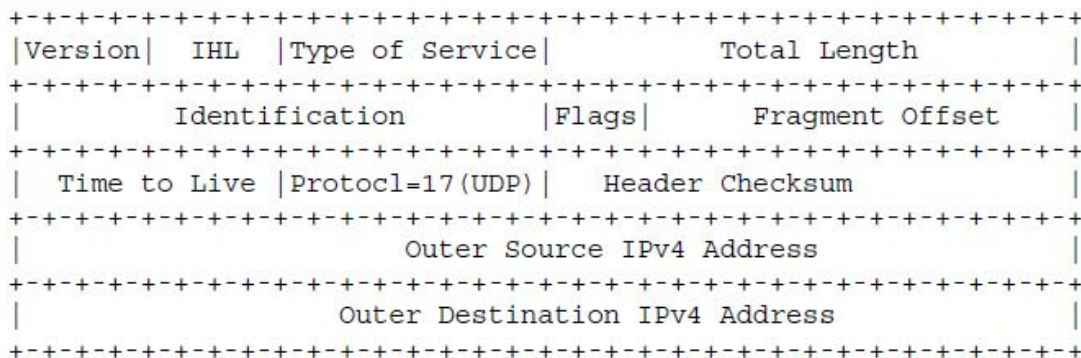 +-+-+-+-+-+-+-+-+-+-+-+-+-+-+-+-+-+-+-+-+-+-+-+-+-+-+-+-+-+-+-+-+
|Version|  IHL  |Type of Service|          Total Length         |
+-+-+-+-+-+-+-+-+-+-+-+-+-+-+-+-+-+-+-+-+-+-+-+-+-+-+-+-+-+-+-+-+
|         Identification        |Flags|      Fragment Offset    |
+-+-+-+-+-+-+-+-+-+-+-+-+-+-+-+-+-+-+-+-+-+-+-+-+-+-+-+-+-+-+-+-+
|  Time to Live |Protocl=17(UDP)|   Header Checksum             |
+-+-+-+-+-+-+-+-+-+-+-+-+-+-+-+-+-+-+-+-+-+-+-+-+-+-+-+-+-+-+-+-+
|                       Outer Source IPv4 Address               |
+-+-+-+-+-+-+-+-+-+-+-+-+-+-+-+-+-+-+-+-+-+-+-+-+-+-+-+-+-+-+-+-+
|                   Outer Destination IPv4 Address              |
+-+-+-+-+-+-+-+-+-+-+-+-+-+-+-+-+-+-+-+-+-+-+-+-+-+-+-+-+-+-+-+-+